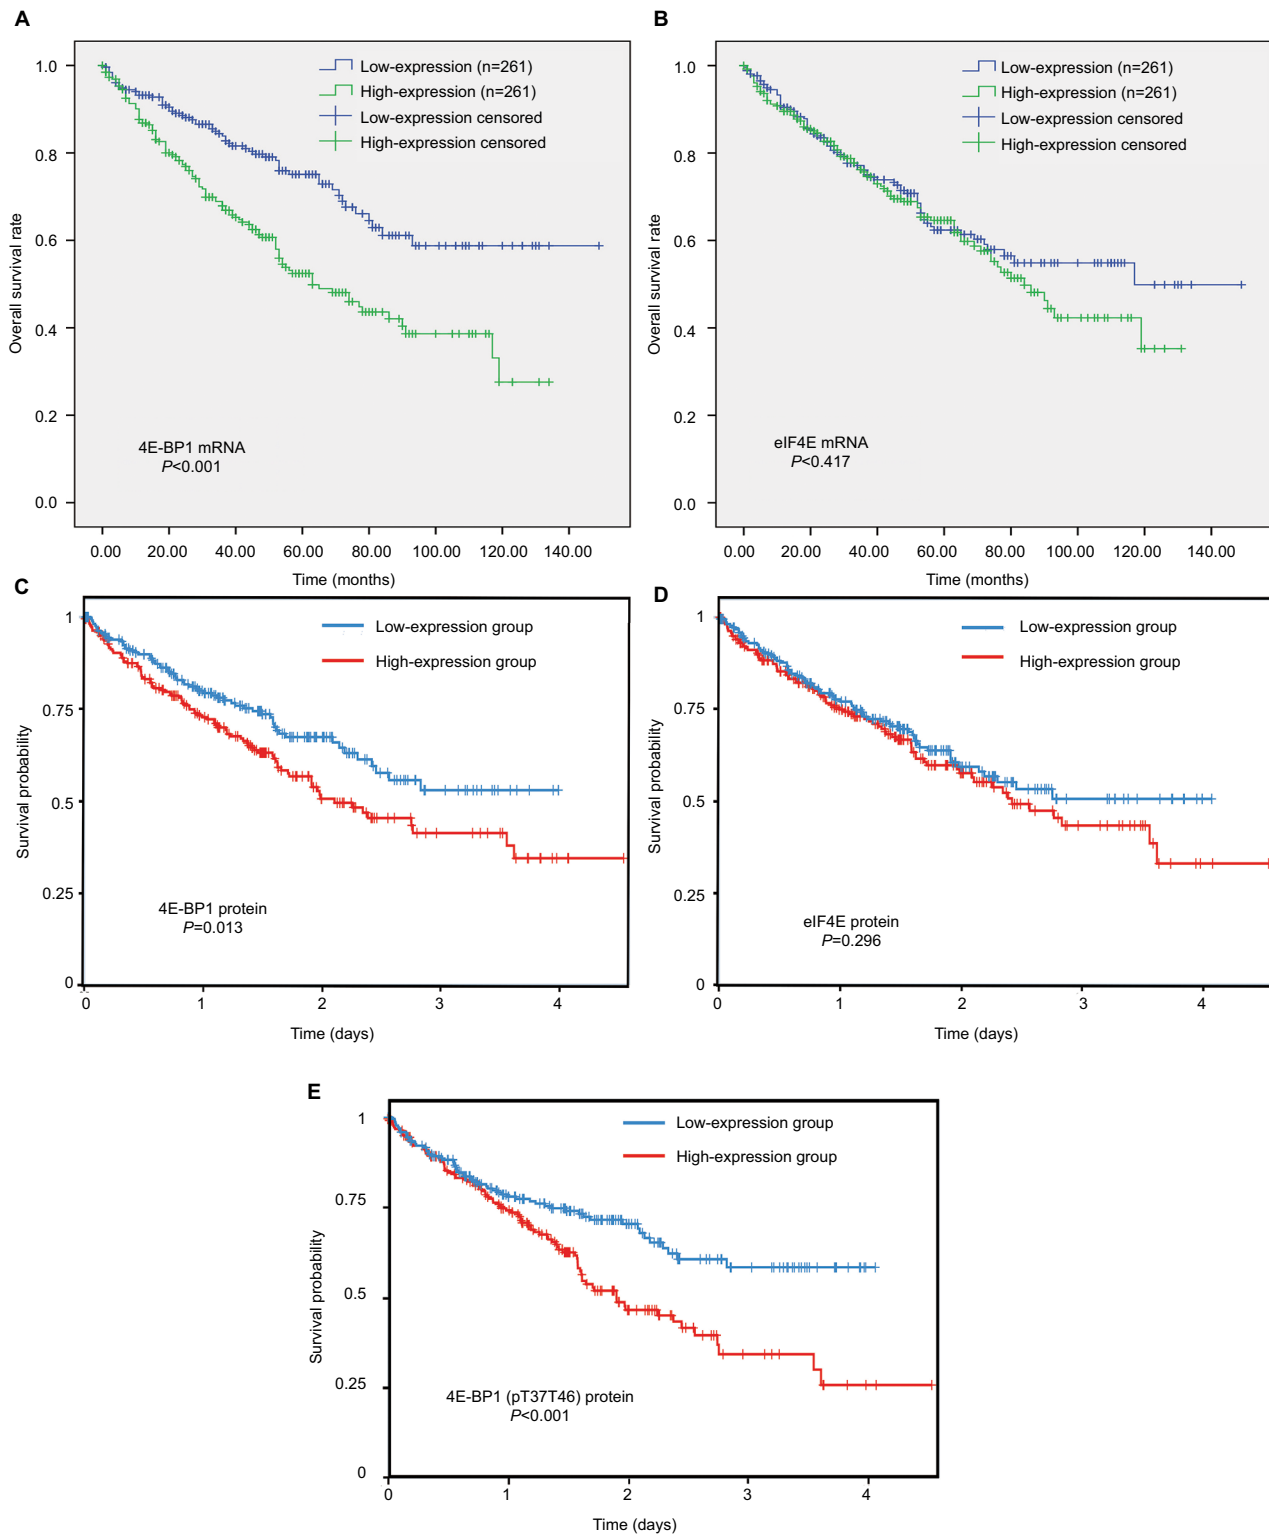 A
1.0
0.8
0.6
0.4
0.2
0.0
Overall survival rate
Low-expression (n=261)
High-expression (n=261)
Low-expression censored
High-expression censored
4E-BP1 mRNA
P<0.001
0.00 20.00 40.00 60.00 80.00 100.00 120.00 140.00
Time (months)
B
1.0
0.8
0.6
0.4
0.2
0.0
Overall survival rate
Low-expression (n=261)
High-expression (n=261)
Low-expression censored
High-expression censored
eIF4E mRNA
P<0.417
0.00 20.00 40.00 60.00 80.00 100.00 120.00 140.00
Time (months)
C
1
0.75
0.5
0.25
0
Survival probability
Low-expression group
High-expression group
4E-BP1 protein
P=0.013
0 1 2 3 4
Time (days)
D
1
0.75
0.5
0.25
0
Survival probability
Low-expression group
High-expression group
eIF4E protein
P=0.296
0 1 2 3 4
Time (days)
E
1
0.75
0.5
0.25
0
Survival probability
Low-expression group
High-expression group
4E-BP1 (pT37T46) protein
P<0.001
0 1 2 3 4
Time (days)